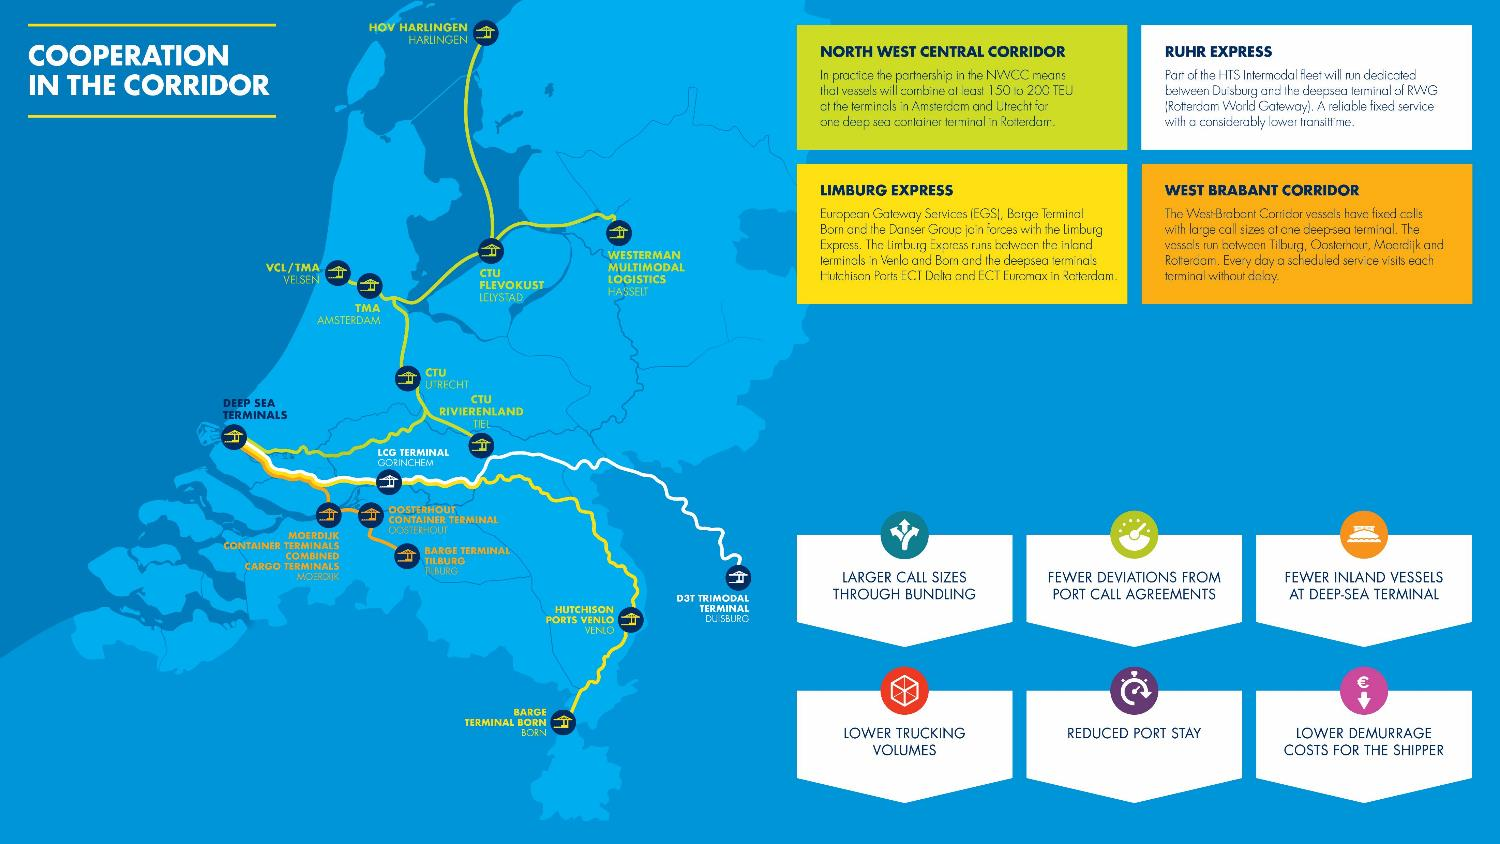 COOPERATION
IN THE CORRIDOR
HOV HARLINGEN
HARLINGEN
WESTERMAN
MULTIMODAL
LOGISTICS
HASSELT
CTU
FLEVOKUST
LELYSTAD
VCL/TMA
VELSEN
TMA
AMSTERDAM
CTU
UTRECHT
CTU
RIVIERENLAND
TIEL
DEEP SEA
TERMINALS
LCG TERMINAL
GORINCHEM
OOSTERHOUT
CONTAINER TERMINAL
OOSTERHOUT
MOERDIJK
CONTAINER TERMINALS
COMBINED
CARGO TERMINALS
MOERDIJK
BARGE TERMINAL
TILBURG
TILBURG
D3T TRIMODAL
TERMINAL
DUISBURG
HUTCHISON
PORTS VENLO
VENLO
BARGE
TERMINAL BORN
BORN
NORTH WEST CENTRAL CORRIDOR
In practice the partnership in the NWCC means
that vessels will combine at least 150 to 200 TEU
at the terminals in Amsterdam and Utrecht for
one deep sea container terminal in Rotterdam.
RUHR EXPRESS
Part of the HTS Intermodal fleet will run dedicated
between Duisburg and the deepsea terminal of RWG
(Rotterdam World Gateway). A reliable fixed service
with a considerably lower transittime.
LIMBURG EXPRESS
European Gateway Services (EGS), Barge Terminal
Born and the Danser Group join forces with the Limburg
Express. The Limburg Express runs between the inland
terminals in Venlo and Born and the deepsea terminals
Hutchison Ports ECT Delta and ECT Euromax in Rotterdam.
WEST BRABANT CORRIDOR
The West-Brabant Corridor vessels have fixed calls
with large call sizes at one deepsea terminal. The
vessels run between Tilburg, Oosterhout, Moerdijk and
Rotterdam. Every day a scheduled service visits each
terminal without delay.
LARGER CALL SIZES
THROUGH BUNDLING
FEWER DEVIATIONS FROM
PORT CALL AGREEMENTS
FEWER INLAND VESSELS
AT DEEP-SEA TERMINAL
€
LOWER TRUCKING
VOLUMES
REDUCED PORT STAY
LOWER DEMURRAGE
COSTS FOR THE SHIPPER